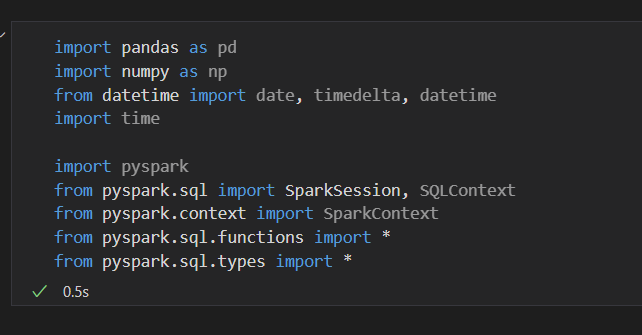 import pandas as pd
import numpy as np
from datetime import date, timedelta, datetime
import time
import pyspark
from pyspark.sql import SparkSession, SQLContext
from pyspark.context import SparkContext
from pyspark.sql.functions import *
from pyspark.sql.types import *
0.5s